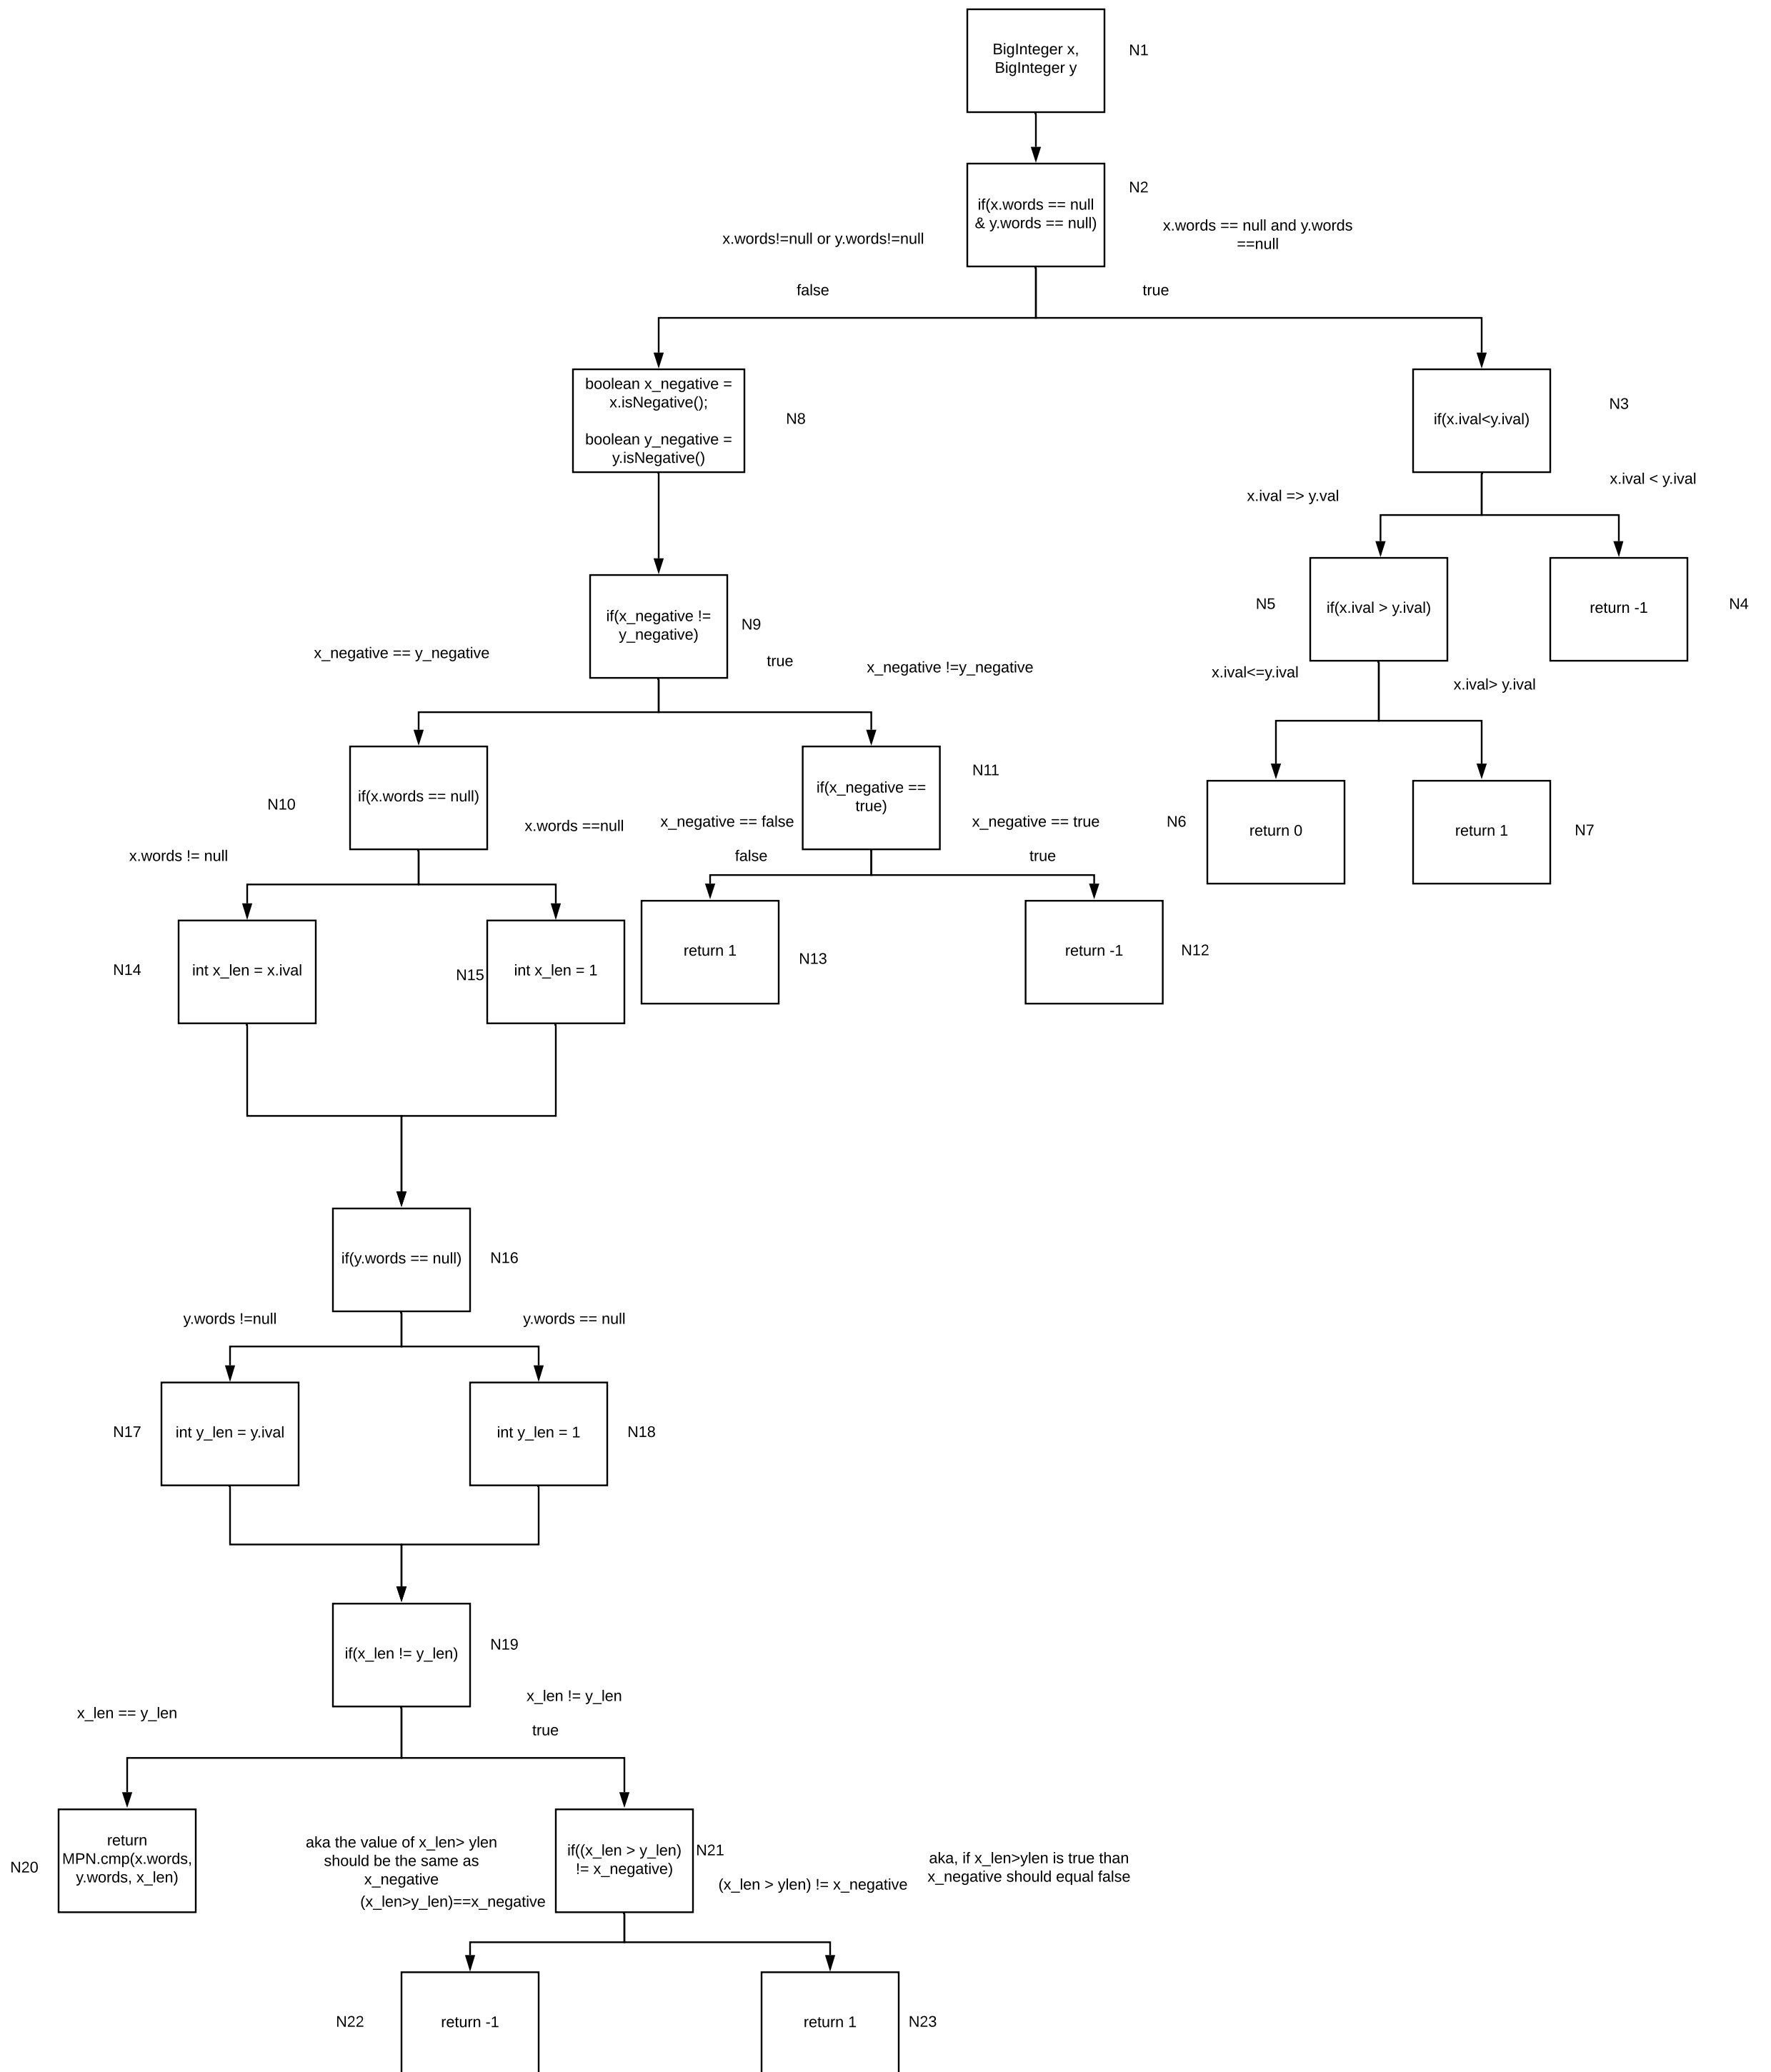 BigInteger x,
BigInteger y
N1
N2
if(x.words == null
& y.words == null)
x.words!=null or y.words!=null
x.words == null and y.words
==null
false
true
boolean x_negative =
x.isNegative();
boolean y_negative =
y.isNegative()
N8
if(x.ival<y.ival)
N3
x.ival => y.val
x.ival < y.ival
if(x_negative !=
y_negative)
N9
N5
if(x.ival > y.ival)
return -1
N4
x_negative == y_negative
true
x_negative !=y_negative
x.ival<=y.ival
x.ival> y.ival
N10
if(x.words == null)
if(x_negative ==
true)
N11
x.words != null
x.words ==null
x_negative == false
x_negative == true
false
true
N6
return 0
return 1
N7
N14
int x_len = x.ival
N15
int x_len = 1
return 1
N13
return -1
N12
if(y.words == null)
N16
y.words !=null
y.words == null
N17
int y_len = y.ival
int y_len = 1
N18
if(x_len != y_len)
N19
x_len == y_len
x_len != y_len
true
N20
return
MPN.cmp(x.words,
y.words, x_len)
aka the value of x_len> ylen
should be the same as
x_negative
(x_len>y_len)==x_negative
if((x_len > y_len)
!= x_negative)
N21
(x_len > ylen) != x_negative
aka, if x_len>ylen is true than
x_negative should equal false
N22
return -1
return 1
N23